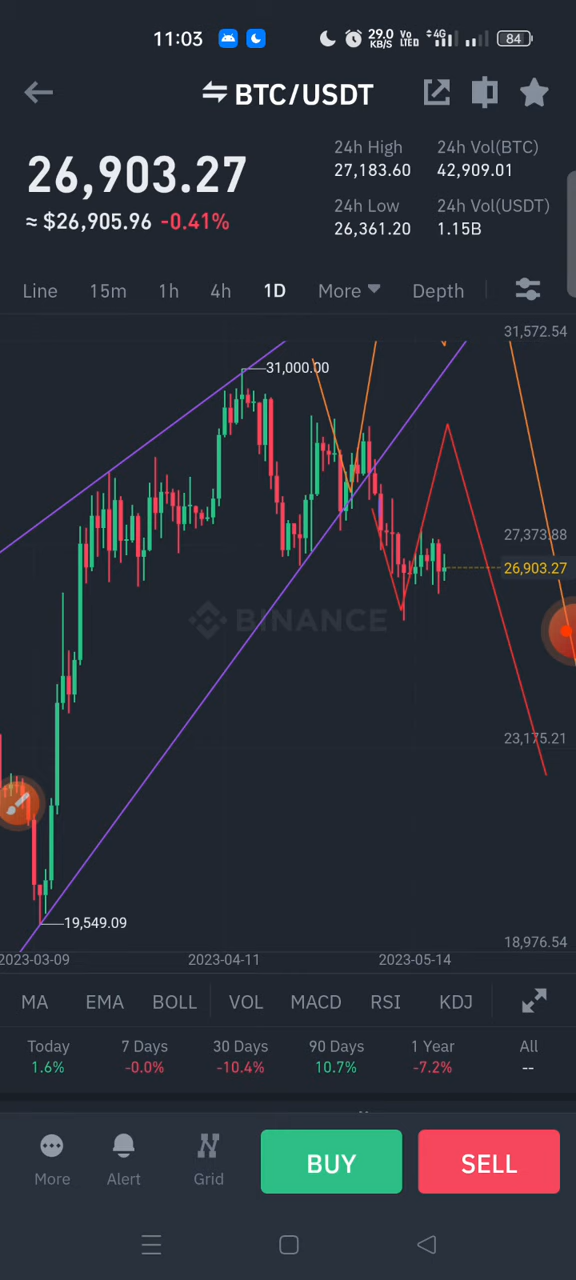 11:03 29.0 KB/S Vo LTED 4G 84
BTC/USDT
26,903.27
≈ $26,905.96 -0.41%
24h High 24h Vol(BTC)
27,183.60 42,909.01
24h Low 24h Vol(USDT)
26,361.20 1.15B
Line 15m 1h 4h 1D More Depth
31,572.54
31,000.00
27,373.88
26,903.27
BINANCE
23,175.21
19,549.09
18,976.54
2023-03-09 2023-04-11 2023-05-14
MA EMA BOLL VOL MACD RSI KDJ
Today 7 Days 30 Days 90 Days 1 Year All
1.6% -0.0% -10.4% 10.7% -7.2% --
More Alert Grid BUY SELL